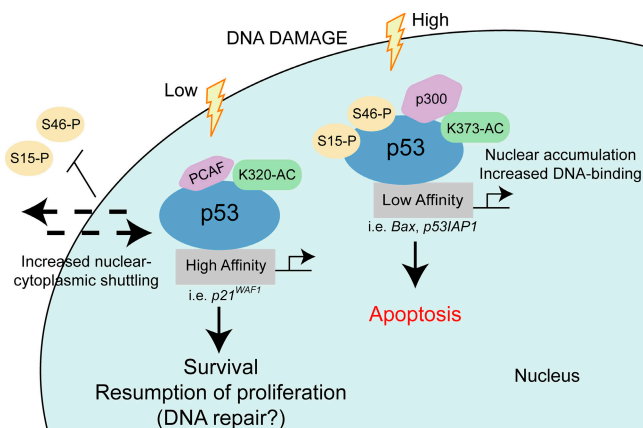 DNA DAMAGE
High
Low
S46-P
S15-P
PCAF
K320-AC
p53
Increased nuclear-
cytoplasmic shuttling
High Affinity
i.e. p21WAF1
Survival
Resumption of proliferation
(DNA repair?)
S46-P
S15-P
p300
K373-AC
p53
Nuclear accumulation
Increased DNA-binding
Low Affinity
i.e. Bax, p53IAP1
Apoptosis
Nucleus